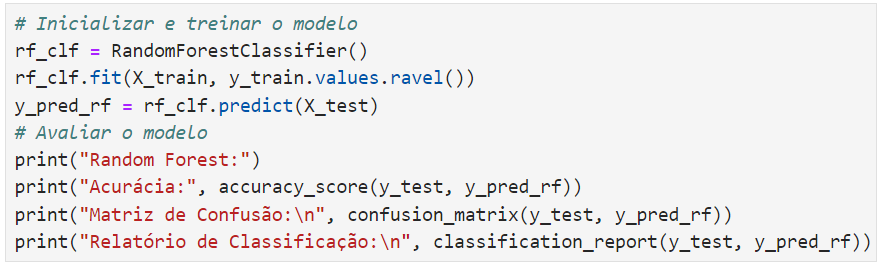 # Inicializar e treinar o modelo
rf_clf = RandomForestClassifier()
rf_clf.fit(X_train, y_train.values.ravel())
y_pred_rf = rf_clf.predict(X_test)
# Avaliar o modelo
print("Random Forest:")
print("Acurácia:", accuracy_score(y_test, y_pred_rf))
print("Matriz de Confusão:\n", confusion_matrix(y_test, y_pred_rf))
print("Relatório de Classificação:\n", classification_report(y_test, y_pred_rf))